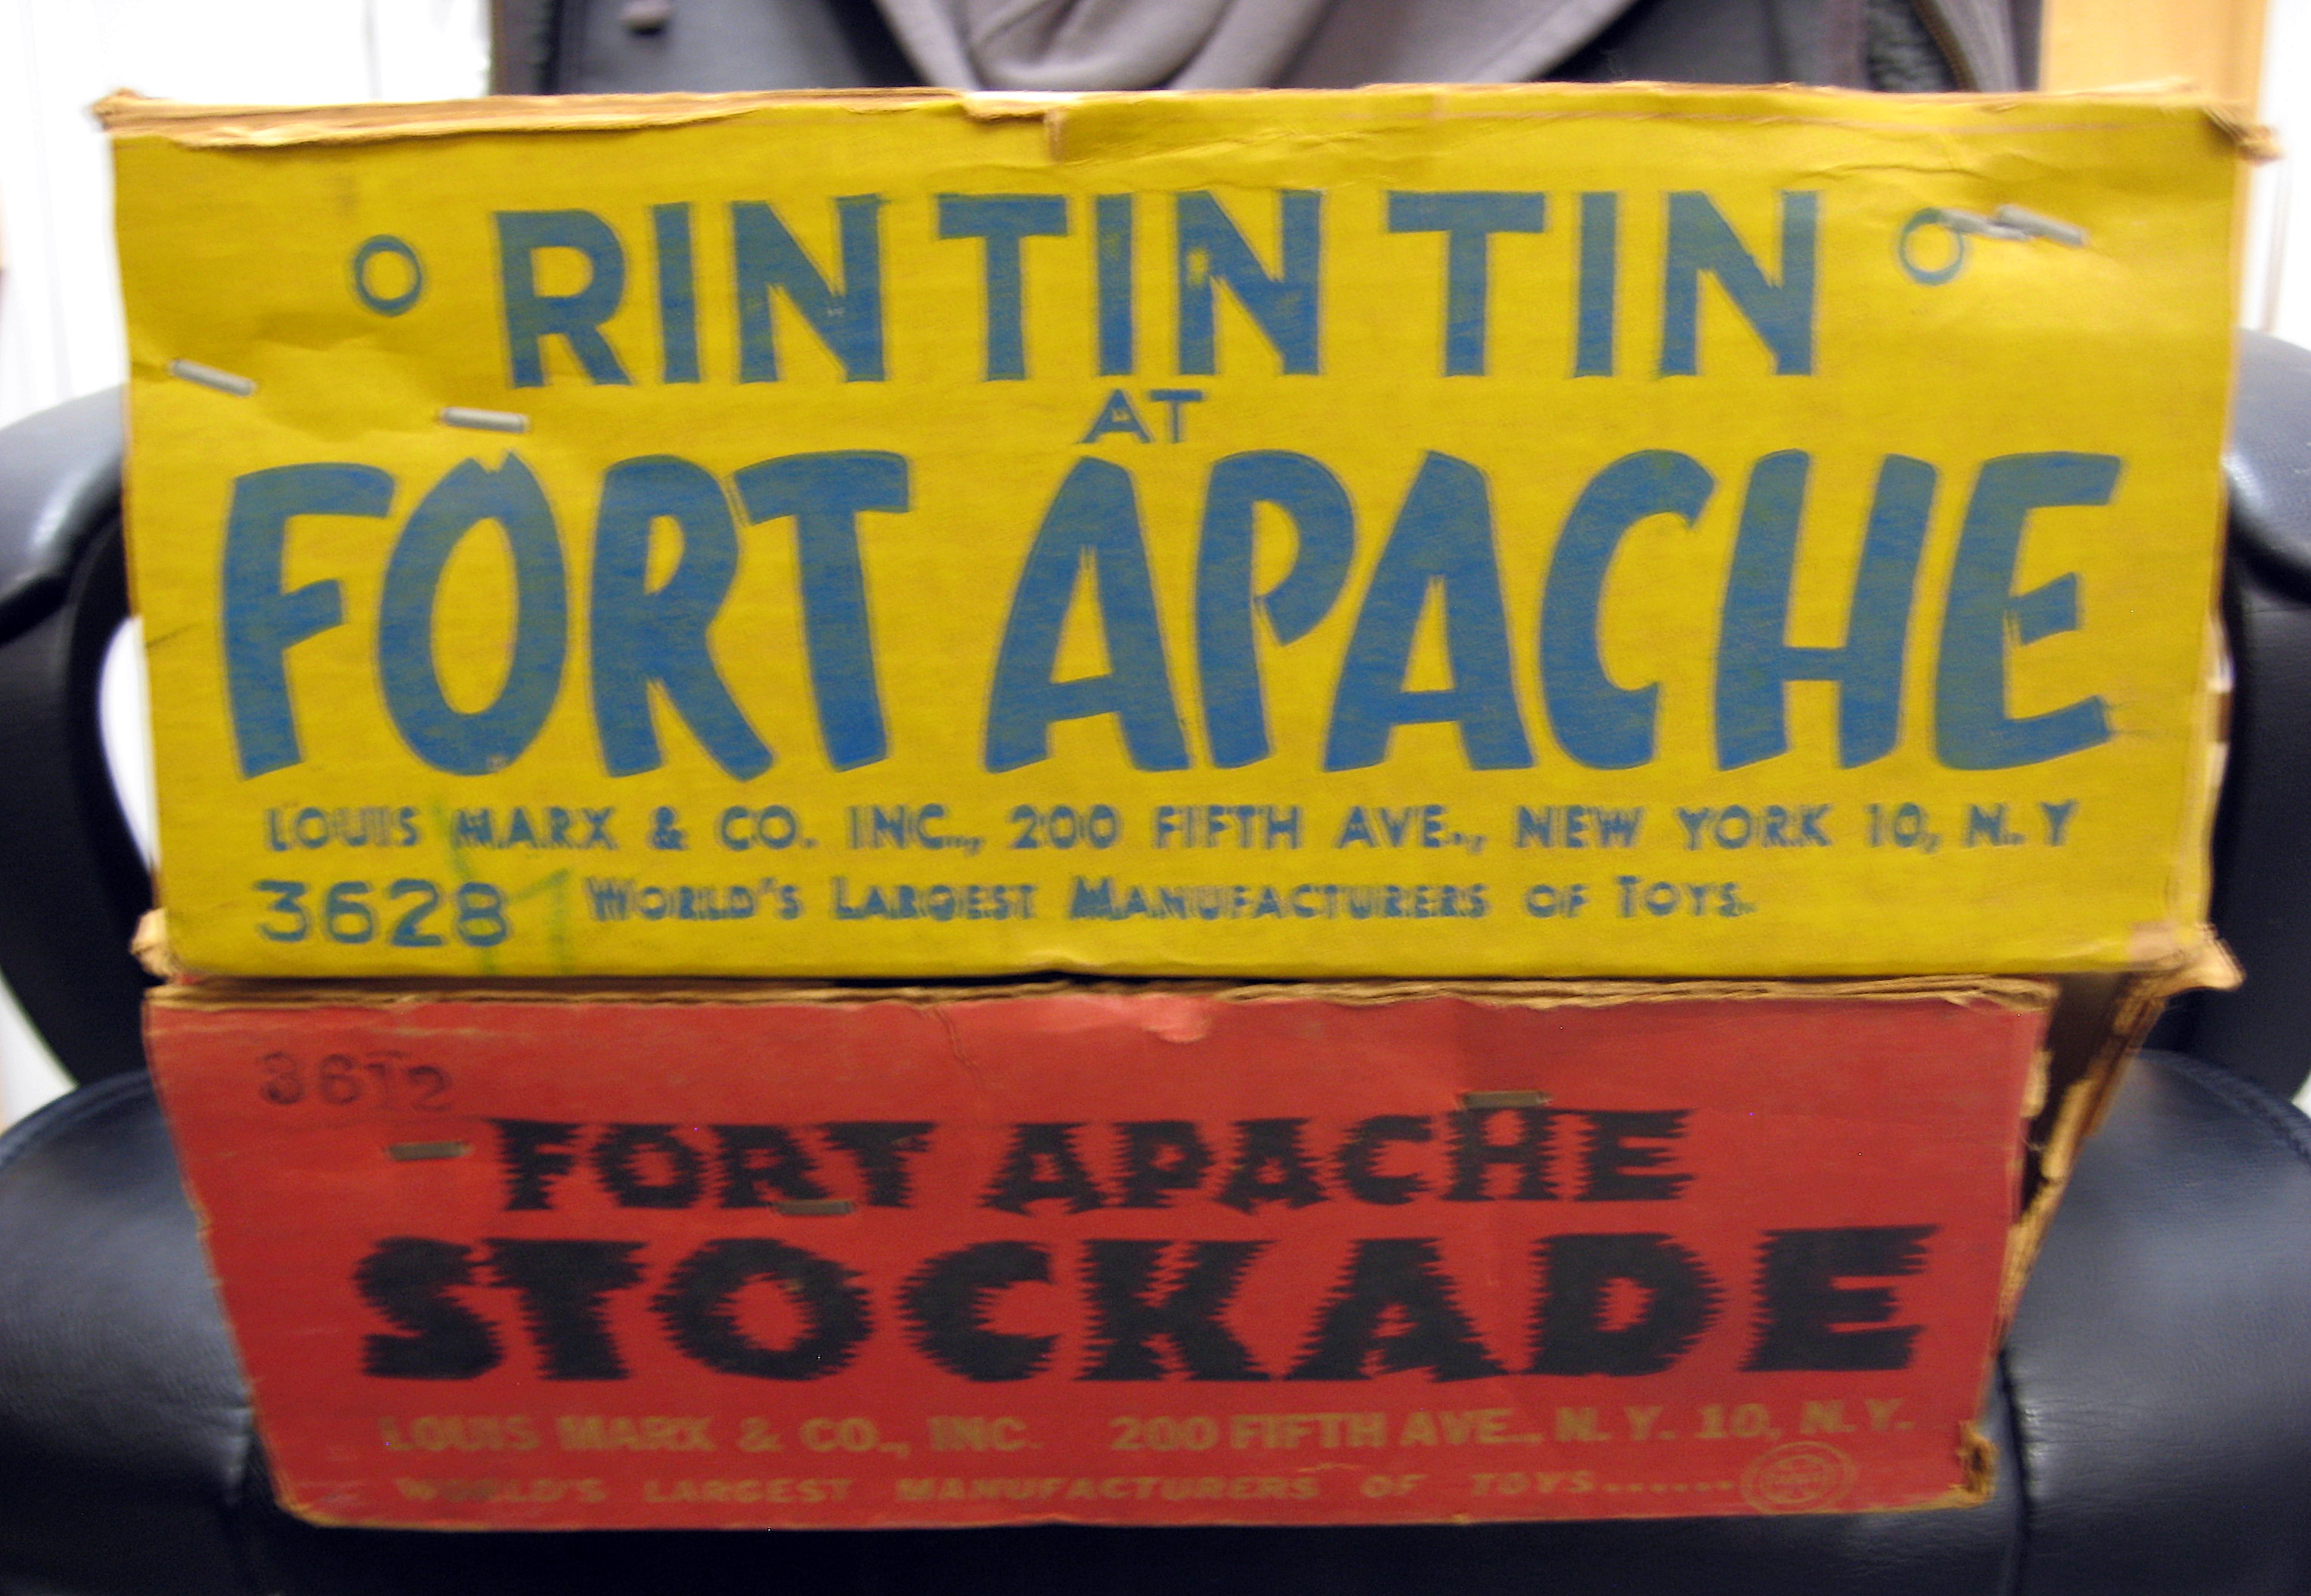 RIN TIN TIN
AT
FORT APACHE
LOUIS MARX & CO. INC., 200 FIFTH AVE., NEW YORK 10, N. Y
3628 WORLD'S LARGEST MANUFACTURERS OF TOYS.
3612
FORT APACHE
STOCKADE
LOUIS MARX & CO., INC. 200 FIFTH AVE., N. Y. 10, N. Y.
WORLD'S LARGEST MANUFACTURERS OF TOYS......